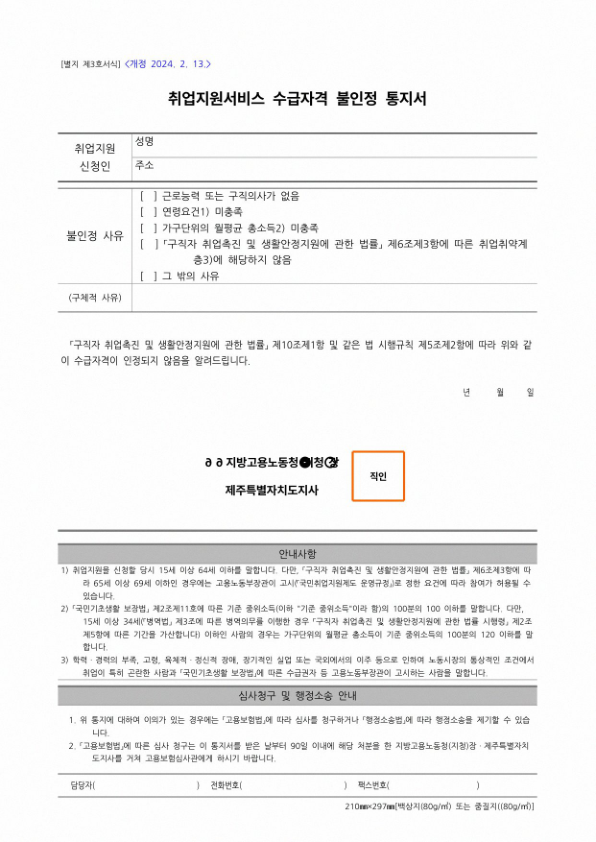 [별지 제3호서식] <개정 2024. 2. 13.>
취업지원서비스 수급자격 불인정 통지서
취업지원
신청인
성명
주소
불인정 사유
[ ] 근로능력 또는 구직의사가 없음
[ ] 연령요건1) 미충족
[ ] 가구단위의 월평균 총소득2) 미충족
[ ] 「구직자 취업촉진 및 생활안정지원에 관한 법률」 제6조제3항에 따른 취업취약계
층3)에 해당하지 않음
[ ] 그 밖의 사유
(구체적 사유)
「구직자 취업촉진 및 생활안정지원에 관한 법률」 제10조제1항 및 같은 법 시행규칙 제5조제2항에 따라 위와 같
이 수급자격이 인정되지 않음을 알려드립니다.
년 월 일
∂ ∂ 지방고용노동청
제주특별자치도지사
직인
안내사항
1) 취업지원을 신청할 당시 15세 이상 64세 이하를 말합니다. 다만, 「구직자 취업촉진 및 생활안정지원에 관한 법률」 제6조제3항에 따
라 65세 이상 69세 이하인 경우에는 고용노동부장관이 고시(「국민취업지원제도 운영규정」)로 정한 요건에 따라 참여가 허용될 수
있습니다.
2) 「국민기초생활 보장법」 제2조제11호에 따른 기준 중위소득(이하 "기준 중위소득"이라 함)의 100분의 100 이하를 말합니다. 다만,
15세 이상 34세(「병역법」 제3조에 따른 병역의무를 이행한 경우 「구직자 취업촉진 및 생활안정지원에 관한 법률 시행령」 제2조
제5항에 따른 기간을 가산합니다) 이하인 사람의 경우는 가구단위의 월평균 총소득이 기준 중위소득의 100분의 120 이하를 말
합니다.
3) 학력ㆍ경력의 부족, 고령, 육체적ㆍ정신적 장애, 장기적인 실업 또는 국외에서의 이주 등으로 인하여 노동시장의 통상적인 조건에서
취업이 특히 곤란한 사람과 「국민기초생활 보장법」에 따른 수급권자 등 고용노동부장관이 고시하는 사람을 말합니다.
심사청구 및 행정소송 안내
1. 위 통지에 대하여 이의가 있는 경우에는 「고용보험법」에 따라 심사를 청구하거나 「행정소송법」에 따라 행정소송을 제기할 수 있습
니다.
2. 「고용보험법」에 따른 심사 청구는 이 통지서를 받은 날부터 90일 이내에 해당 처분을 한 지방고용노동청(지청)장ㆍ제주특별자치
도지사를 거쳐 고용보험심사관에게 하시기 바랍니다.
담당자( ) 전화번호( ) 팩스번호( )
210㎜×297㎜[백상지(80g/㎡) 또는 중질지((80g/㎡)]